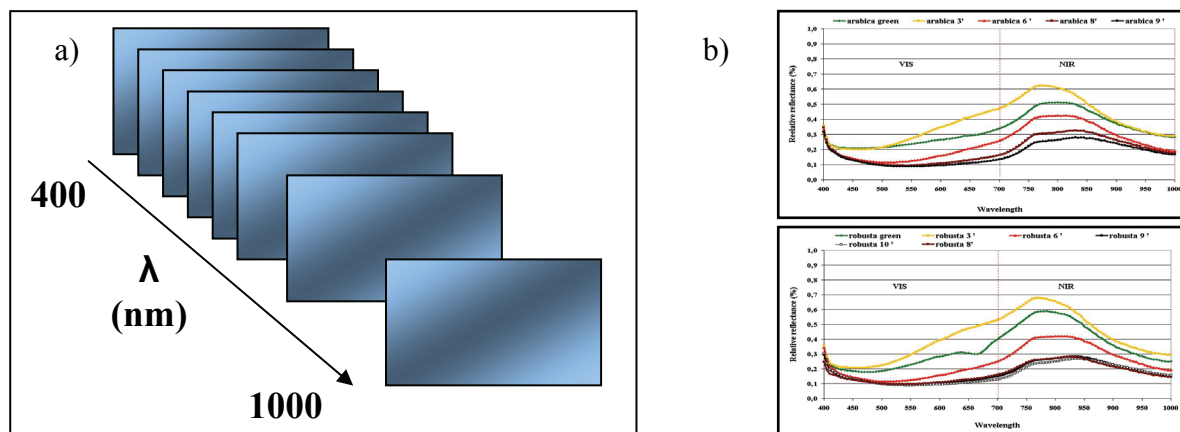 a)
400
λ
(nm)
1000
b)
arabica green arabica 3' arabica 6' arabica 8' arabica 9'
Relative reflectance (%)
1,0
0,9
0,8
0,7
0,6
0,5
0,4
0,3
0,2
0,1
0,0
VIS NIR
400 450 500 550 600 650 700 750 800 850 900 950 1000
Wavelength
robusta green robusta 3' robusta 6' robusta 9'
robusta 10' robusta 8'
Relative reflectance (%)
1,0
0,9
0,8
0,7
0,6
0,5
0,4
0,3
0,2
0,1
0,0
VIS NIR
400 450 500 550 600 650 700 750 800 850 900 950 1000
Wavelength